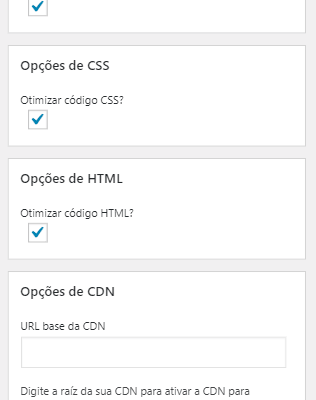 Opções de CSS
Otimizar código CSS?
Opções de HTML
Otimizar código HTML?
Opções de CDN
URL base da CDN
Digite a raíz da sua CDN para ativar a CDN para